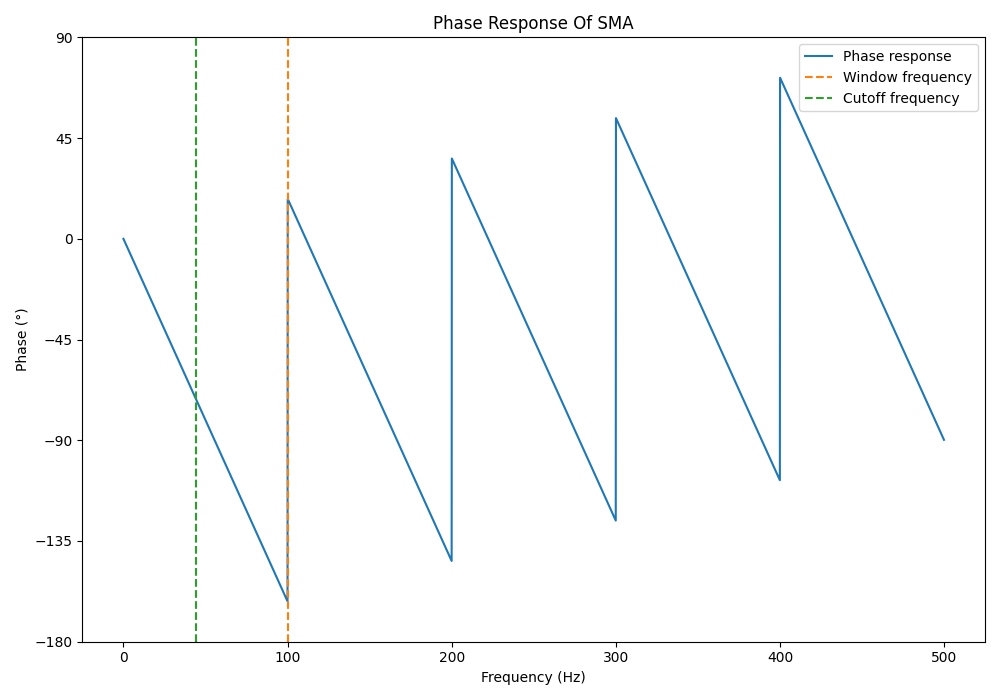 Phase Response Of SMA
Phase response
Window frequency
Cutoff frequency
90
45
0
−45
−90
−135
−180
Phase (°)
0 100 200 300 400 500
Frequency (Hz)